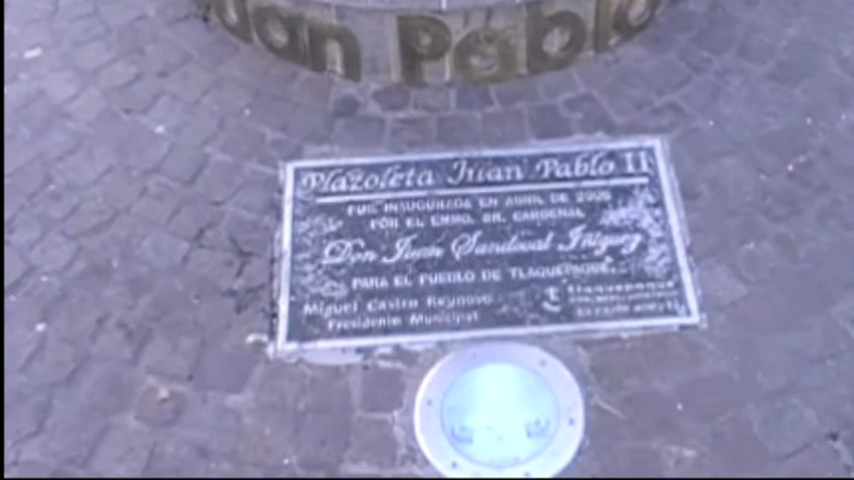 Juan Pablo
Plazoleta Juan Pablo II
FUE INAUGURADA EN ABRIL DE 2006
POR EL EMMO. SR. CARDENAL
Don Juan Sandoval Iñiguez
PARA EL PUEBLO DE TLAQUEPAQUE.
Miguel Castro Reynoso
Presidente Municipal
Tlaquepaque